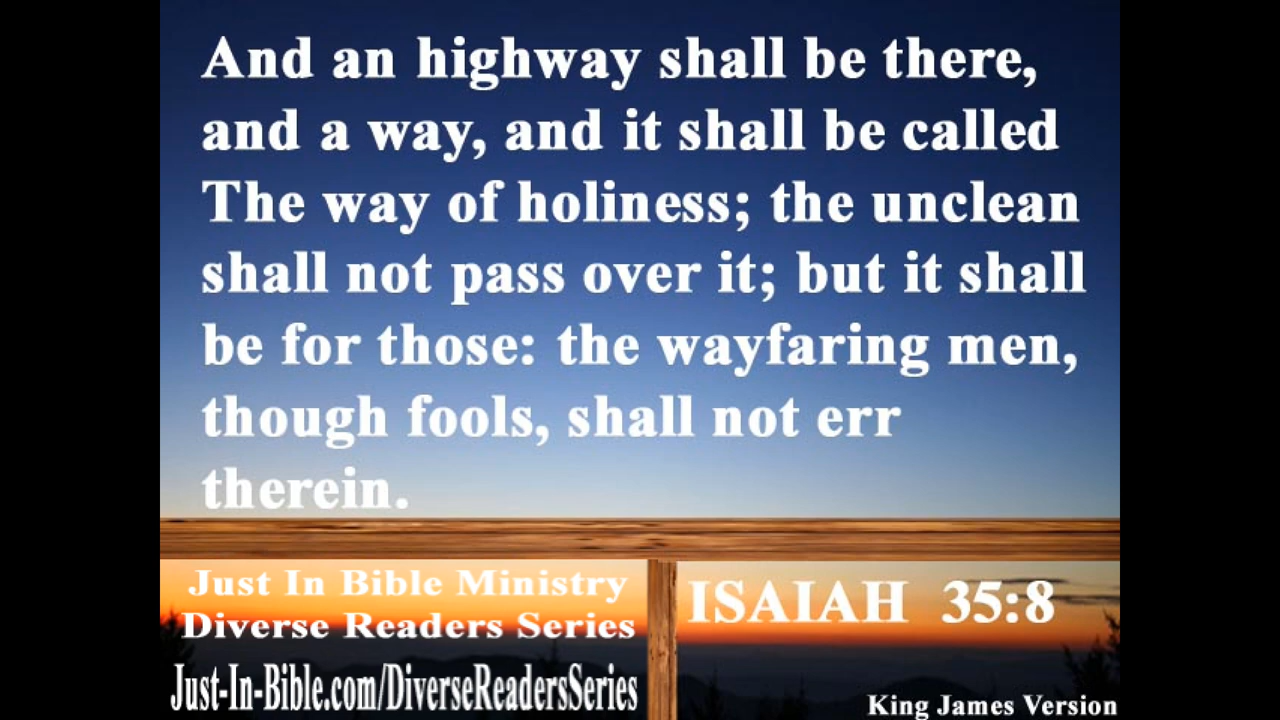 And an highway shall be there,
and a way, and it shall be called
The way of holiness; the unclean
shall not pass over it; but it shall
be for those: the wayfaring men,
though fools, shall not err
therein.
Just In Bible Ministry
Diverse Readers Series
Just-In-Bible.com/DiverseReadersSeries
ISAIAH 35:8
King James Version